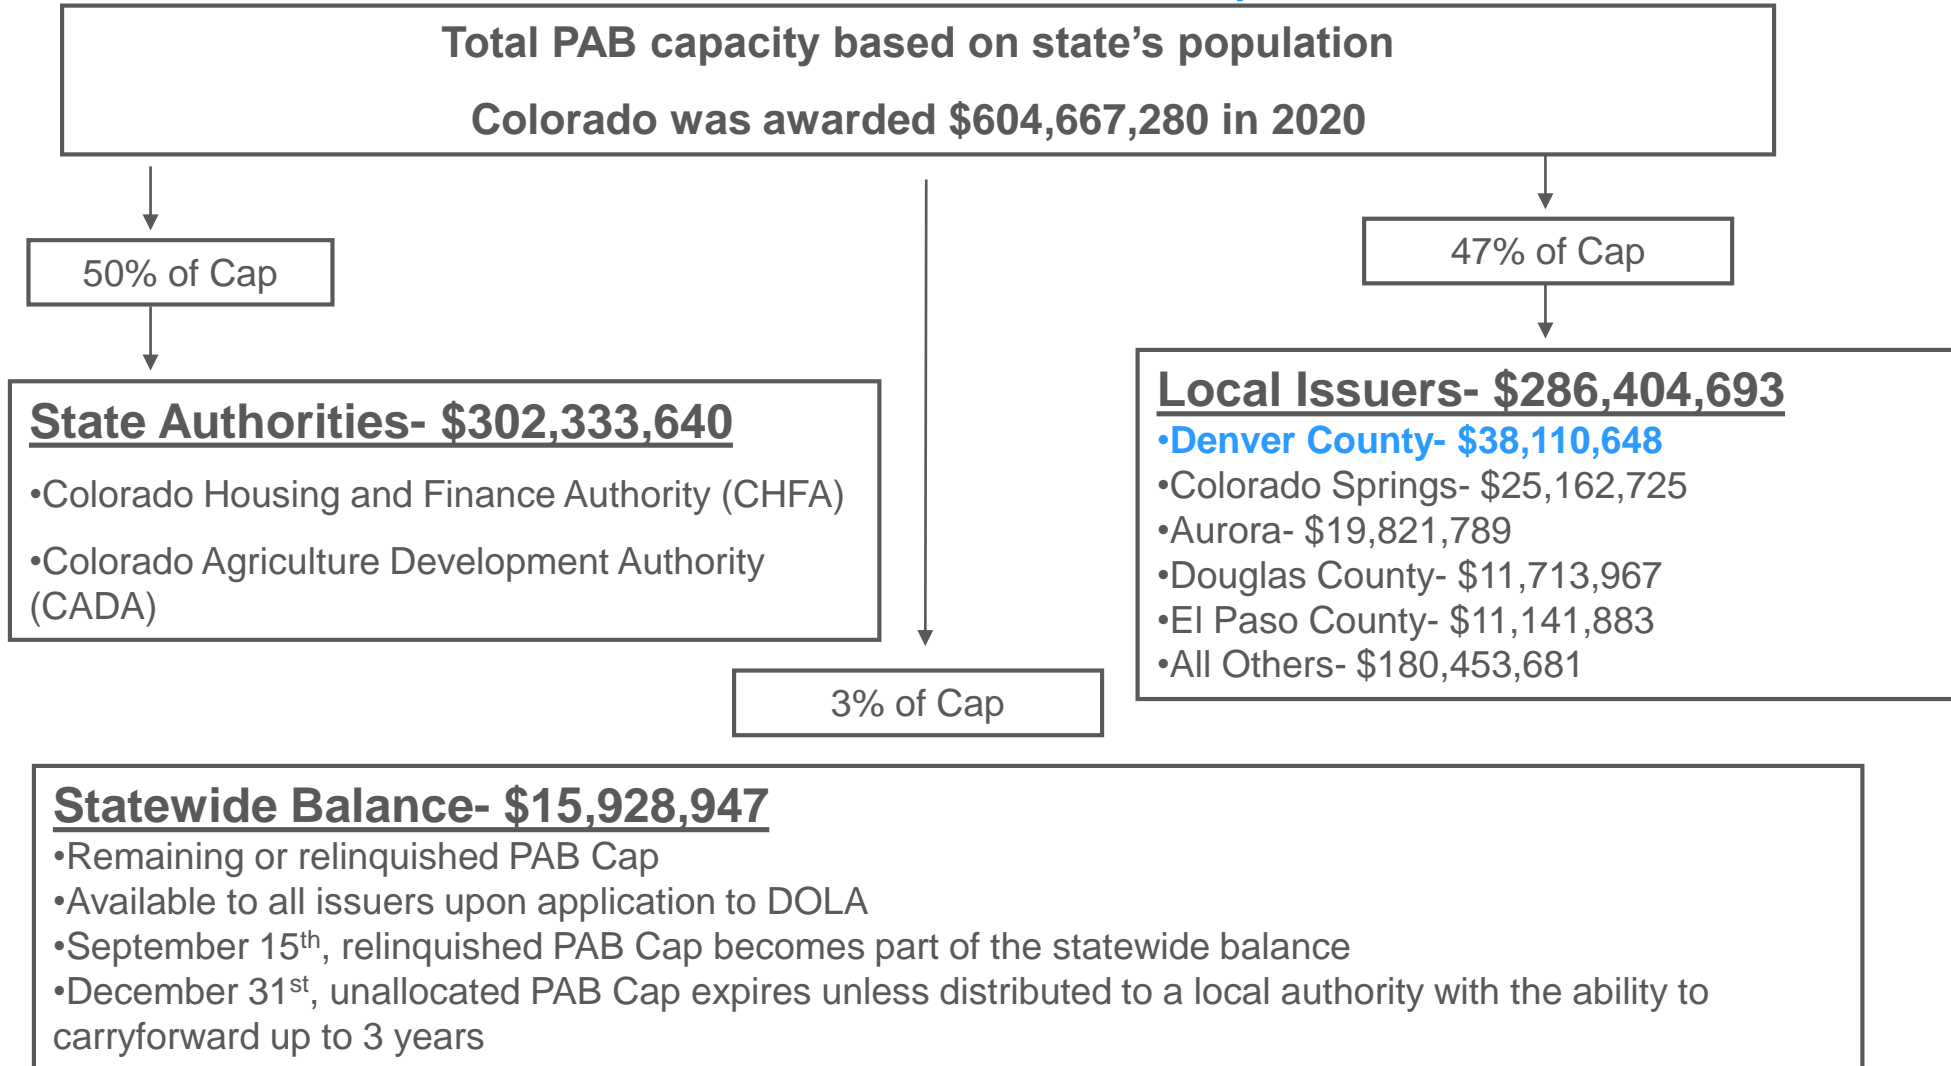 Total PAB capacity based on state’s population
Colorado was awarded $604,667,280 in 2020
50% of Cap
47% of Cap
State Authorities- $302,333,640
•Colorado Housing and Finance Authority (CHFA)
•Colorado Agriculture Development Authority
(CADA)
Local Issuers- $286,404,693
•Denver County- $38,110,648
•Colorado Springs- $25,162,725
•Aurora- $19,821,789
•Douglas County- $11,713,967
•El Paso County- $11,141,883
•All Others- $180,453,681
3% of Cap
Statewide Balance- $15,928,947
•Remaining or relinquished PAB Cap
•Available to all issuers upon application to DOLA
•September 15th, relinquished PAB Cap becomes part of the statewide balance
•December 31st, unallocated PAB Cap expires unless distributed to a local authority with the ability to
carryforward up to 3 years